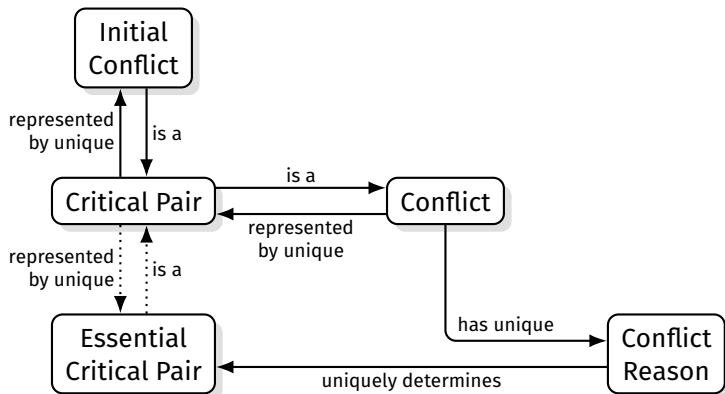 Initial
Conflict
represented
by unique
is a
is a
Critical Pair
Conflict
represented
by unique
represented
by unique
is a
has unique
Essential
Critical Pair
Conflict
Reason
uniquely determines